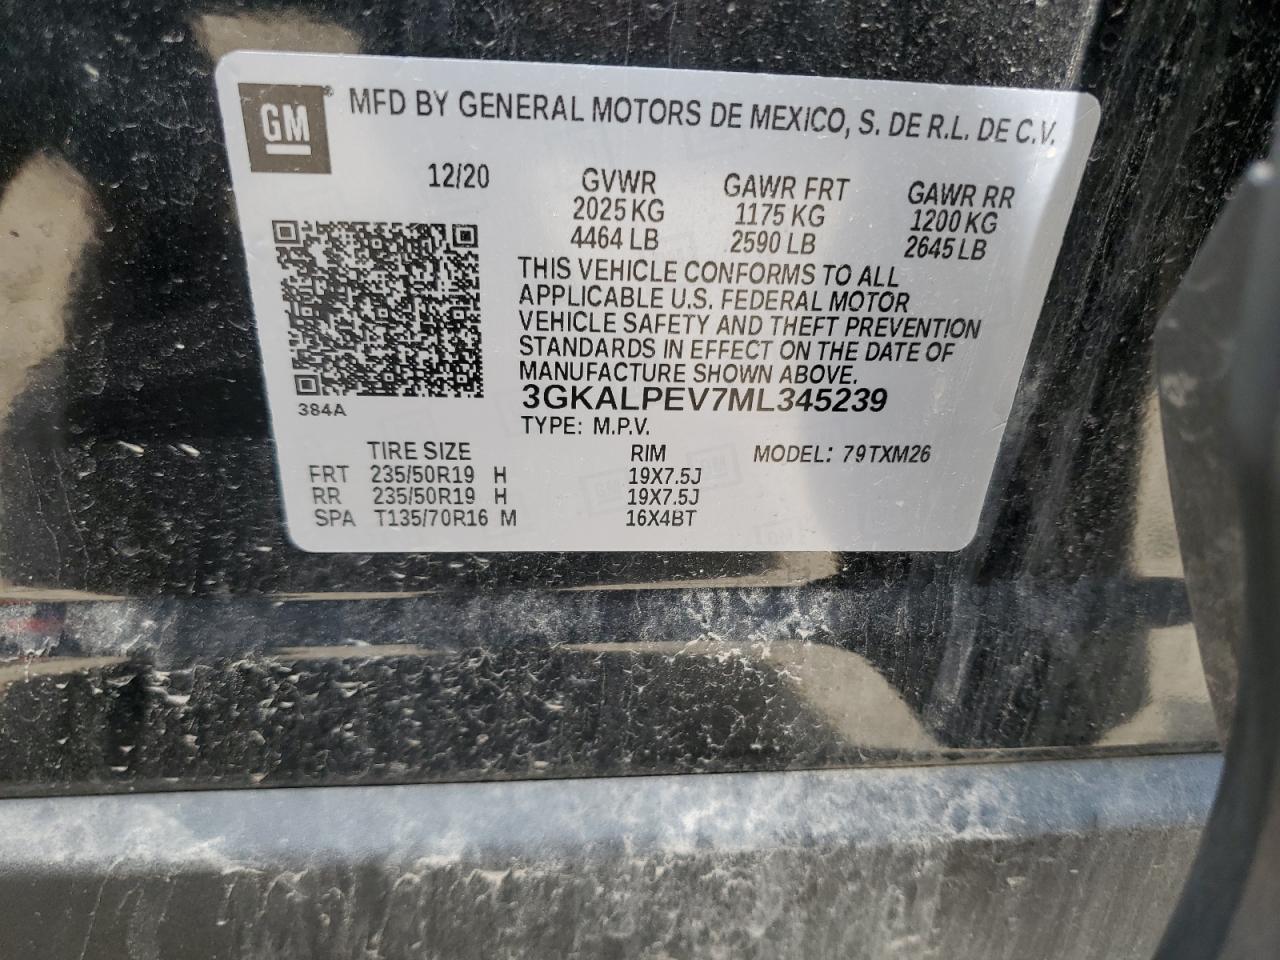 GM ® MFD BY GENERAL MOTORS DE MEXICO, S. DE R.L. DE C.V.
12/20 GVWR GAWR FRT GAWR RR
2025 KG 1175 KG 1200 KG
4464 LB 2590 LB 2645 LB
THIS VEHICLE CONFORMS TO ALL
APPLICABLE U.S. FEDERAL MOTOR
VEHICLE SAFETY AND THEFT PREVENTION
STANDARDS IN EFFECT ON THE DATE OF
MANUFACTURE SHOWN ABOVE.
3GKALPEV7ML345239
384A
TYPE: M.P.V.
TIRE SIZE RIM MODEL: 79TXM26
FRT 235/50R19 H 19X7.5J
RR 235/50R19 H 19X7.5J
SPA T135/70R16 M 16X4BT